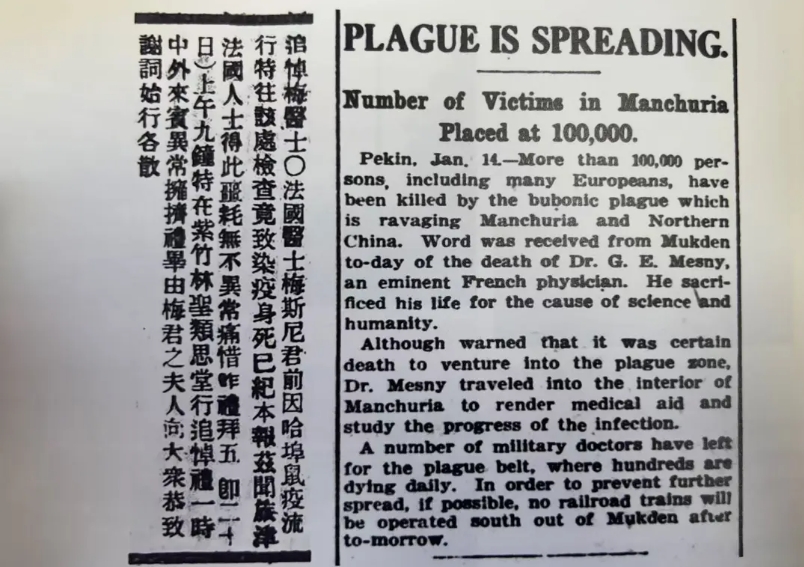 追悼梅醫士〇法國醫士梅斯尼君前因哈埠鼠疫流
行特往該處檢查竟致染疫身死已紀本報茲聞旅津
法國人士得此噩耗無不異常痛惜昨禮拜五 即二十
日)上午九鐘特在紫竹林聖類思堂行追悼禮一時
中外來賓異常擁擠禮畢由梅君之夫人向大衆恭致
謝詞始行各散
PLAGUE IS SPREADING.
Number of Victims in Manchuria
Placed at 100,000.
Pekin, Jan. 14.—More than 100,000 per-
sons, including many Europeans, have
been killed by the bubonic plague which
is ravaging Manchuria and Northern
China. Word was received from Mukden
to-day of the death of Dr. G. E. Mesny,
an eminent French physician. He sacri-
ficed his life for the cause of science and
humanity.
Although warned that it was certain
death to venture into the plague zone,
Dr. Mesny traveled into the interior of
Manchuria to render medical aid and
study the progress of the infection.
A number of military doctors have left
for the plague belt, where hundreds are
dying daily. In order to prevent further
spread, if possible, no railroad trains will
be operated south out of Mukden after
to-morrow.